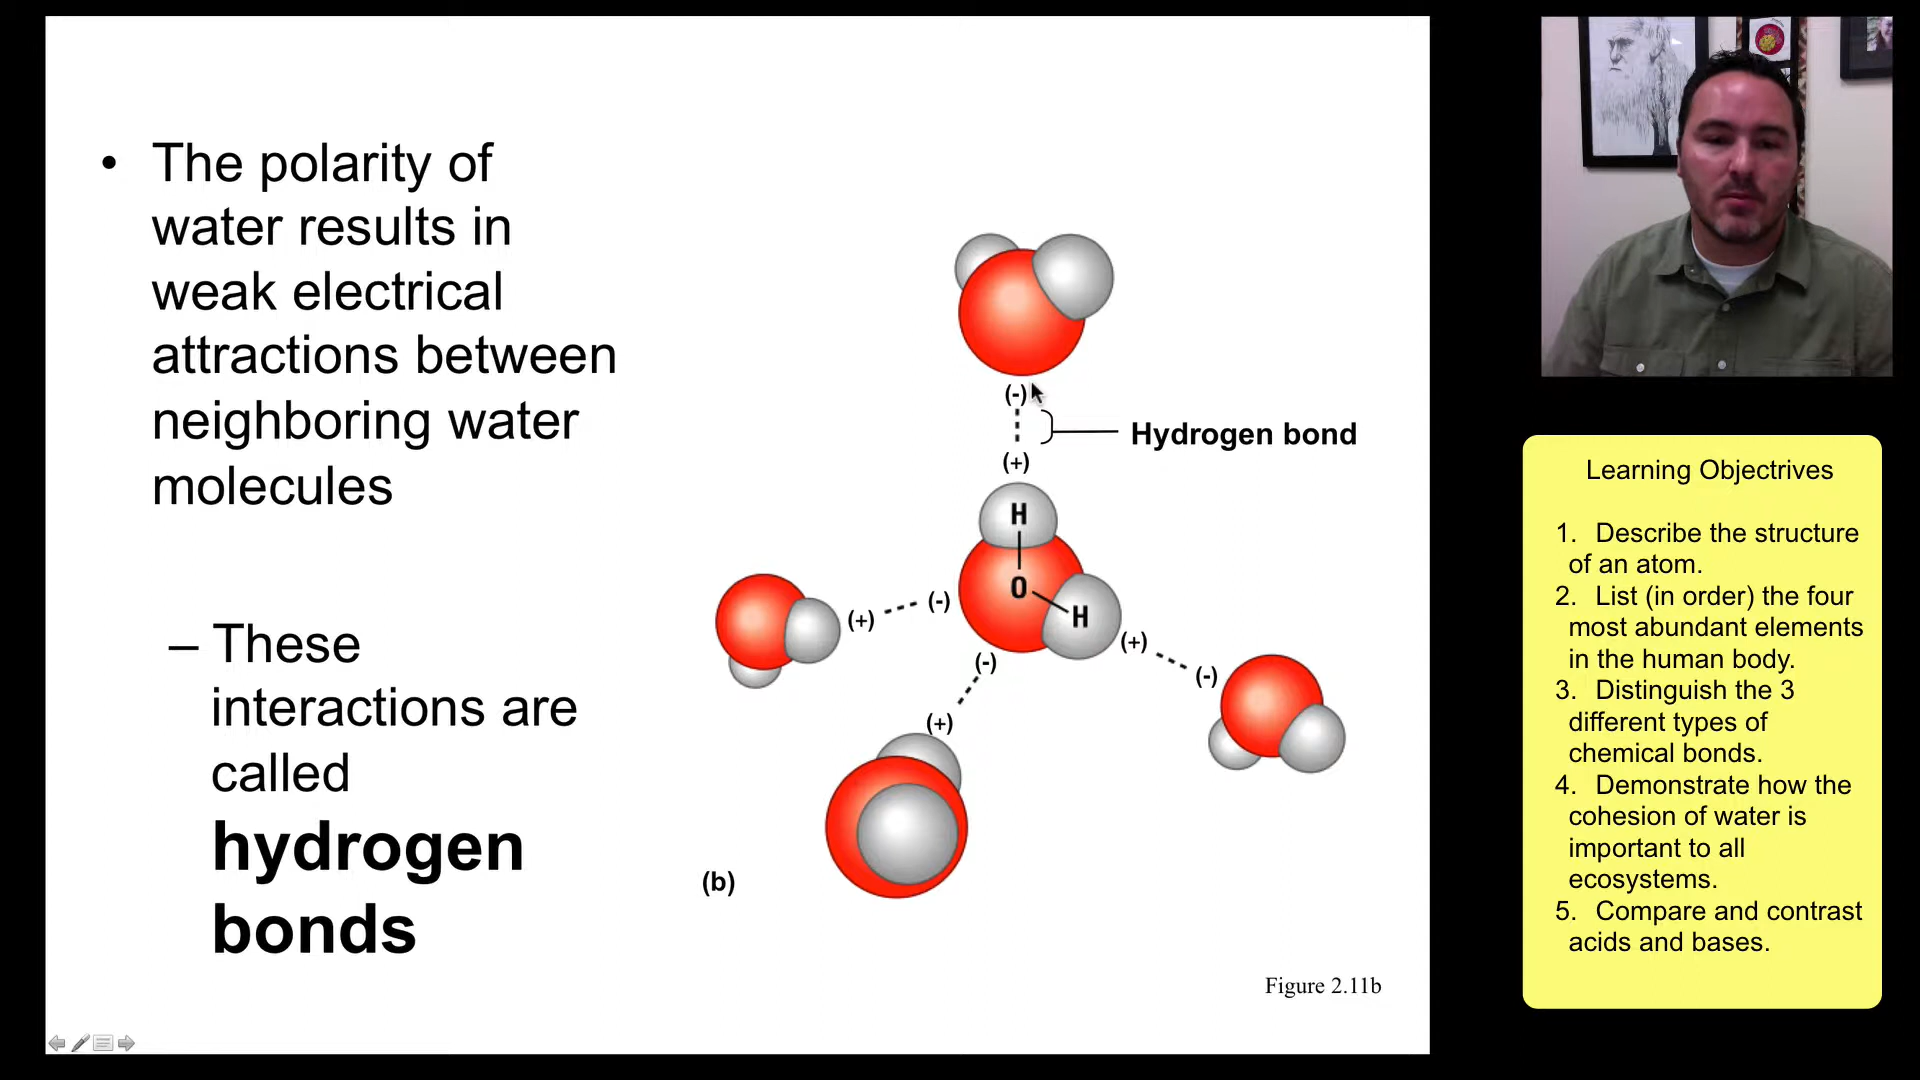 • The polarity of
water results in
weak electrical
attractions between
neighboring water
molecules
– These
interactions are
called
hydrogen
bonds
(-)
Hydrogen bond
(+)
H
O
H
(+)
(-)
(+)
(-)
(-)
(+)
(b)
Figure 2.11b
Learning Objectrives
1. Describe the structure
of an atom.
2. List (in order) the four
most abundant elements
in the human body.
3. Distinguish the 3
different types of
chemical bonds.
4. Demonstrate how the
cohesion of water is
important to all
ecosystems.
5. Compare and contrast
acids and bases.